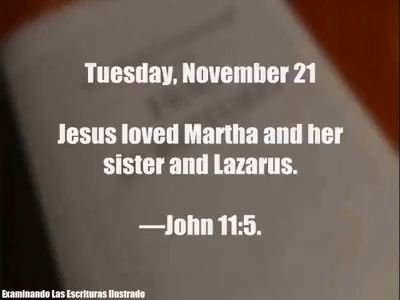 Tuesday, November 21
Jesus loved Martha and her
sister and Lazarus.
—John 11:5.
Examinando Las Escrituras Ilustrado